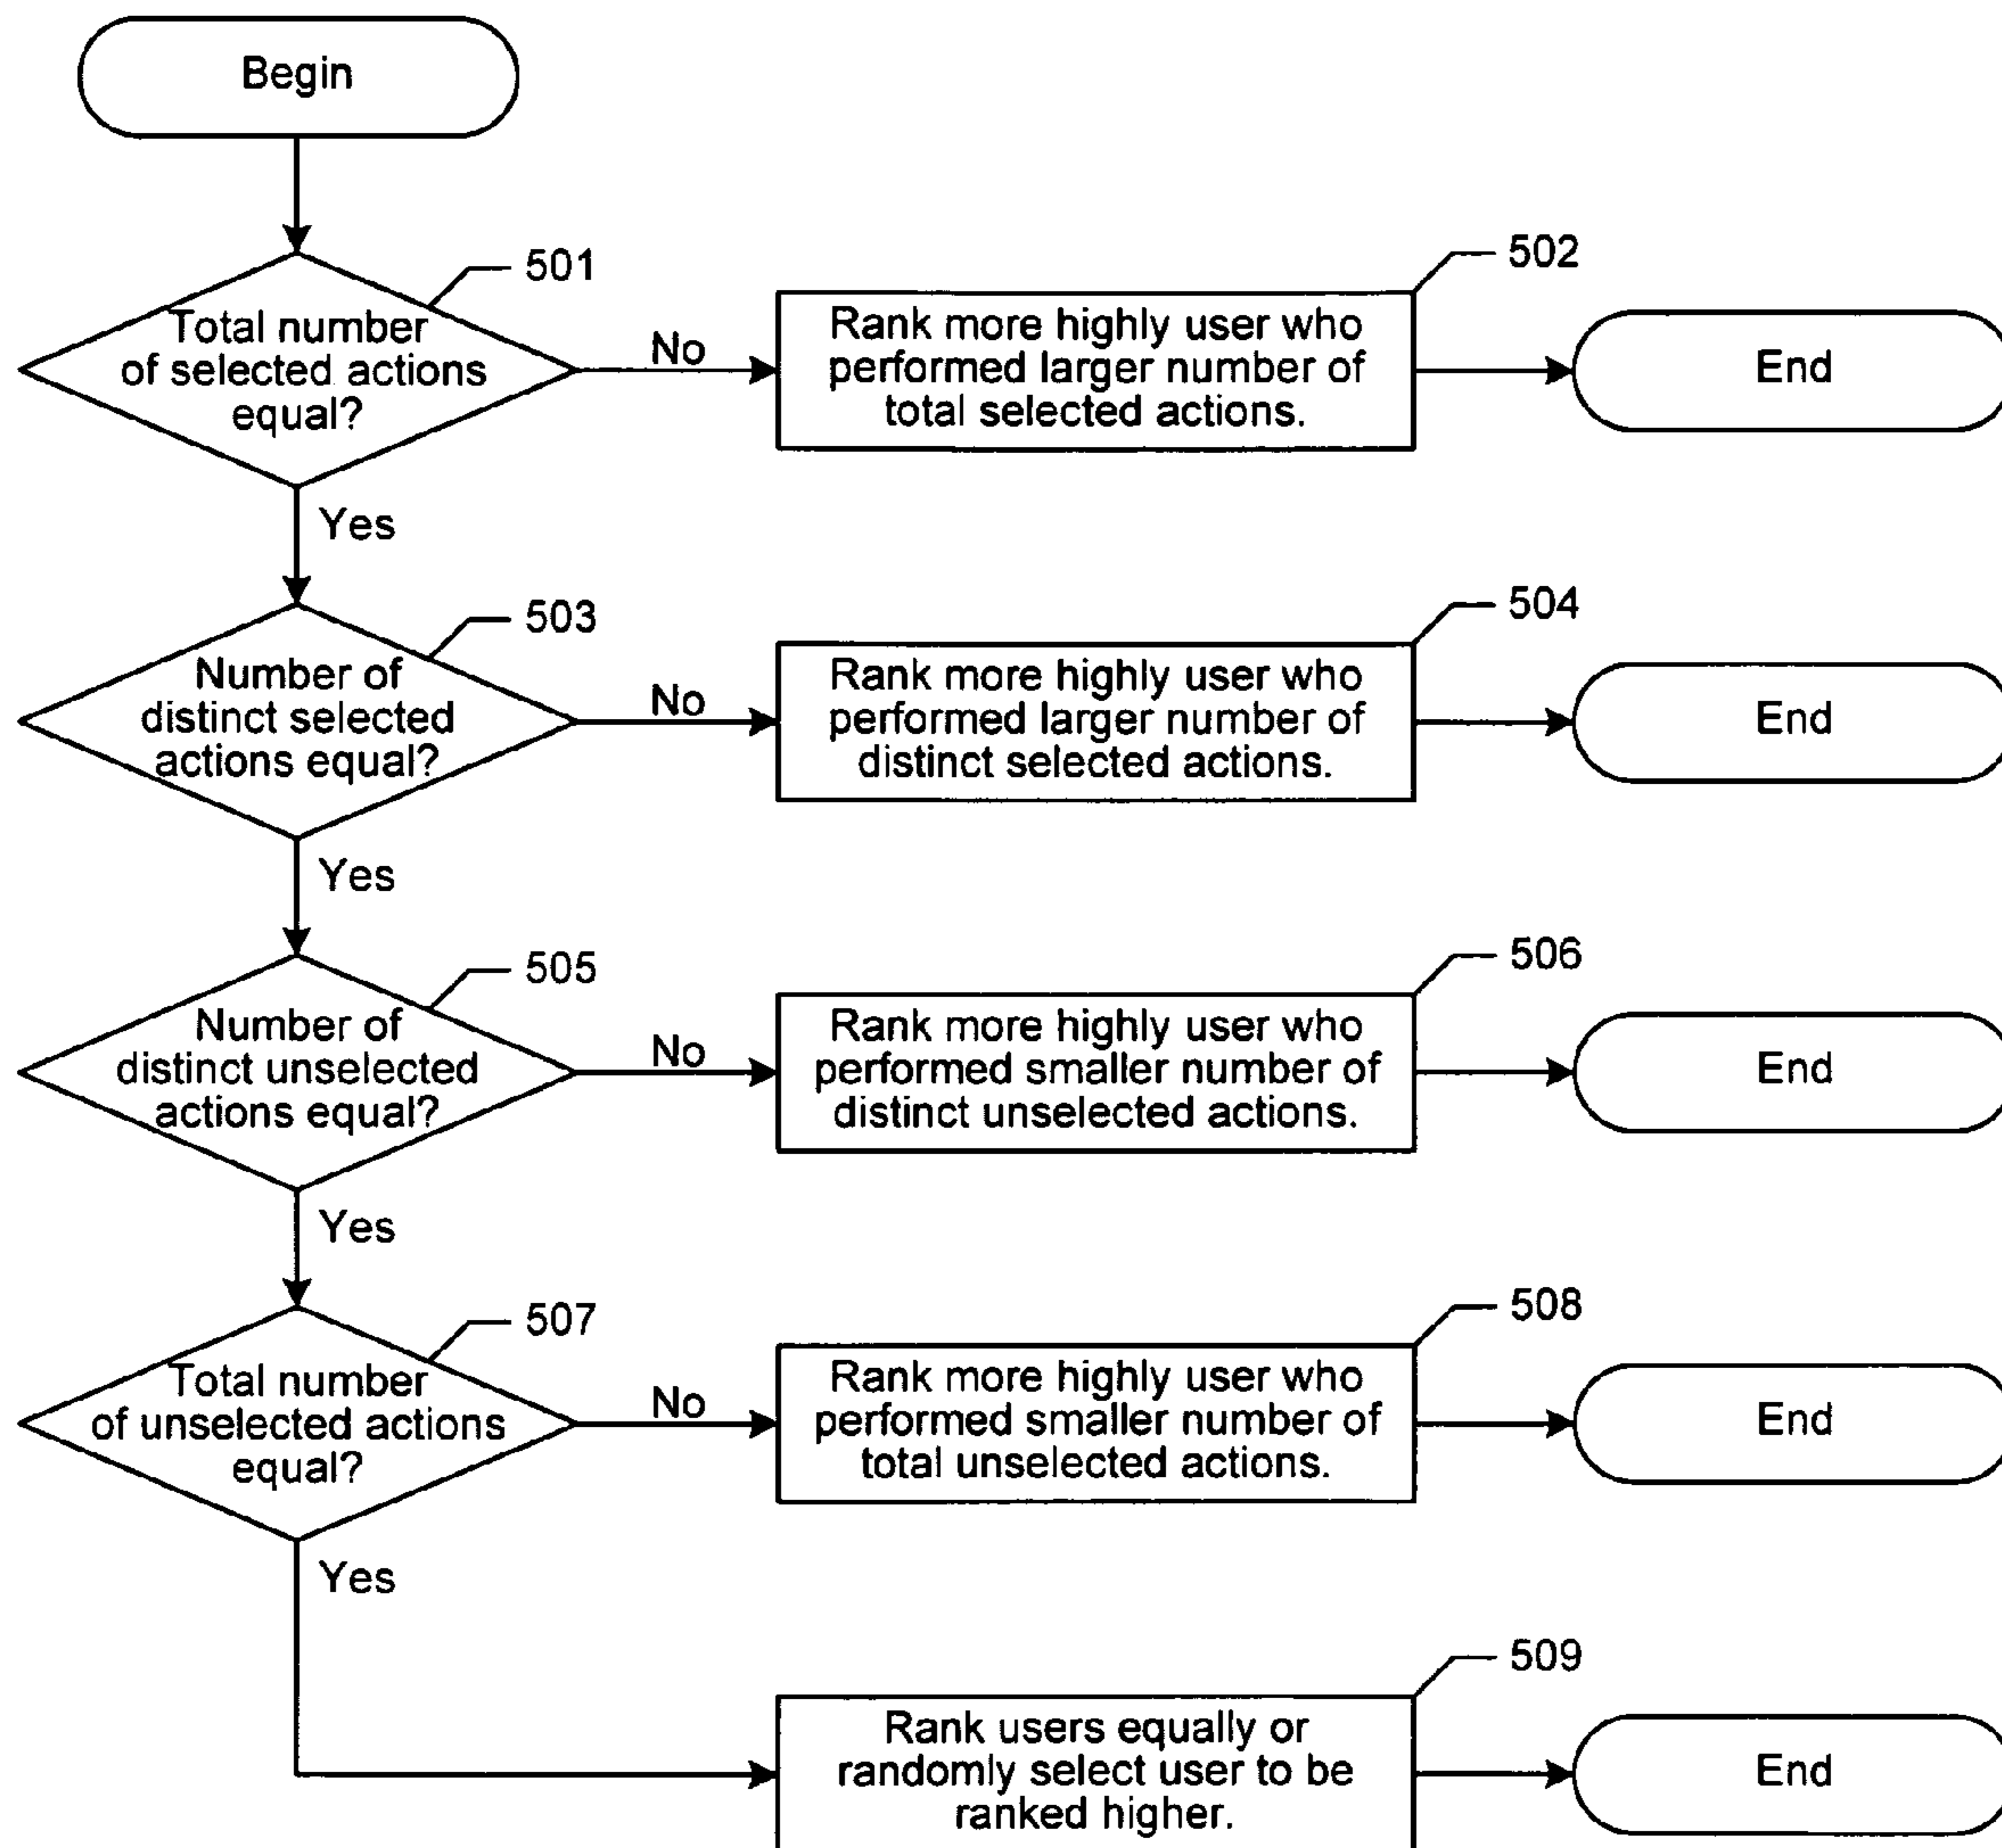 Begin
501
Total number
of selected actions
equal?
No
502
Rank more highly user who
performed larger number of
total selected actions.
End
Yes
503
Number of
distinct selected
actions equal?
No
504
Rank more highly user who
performed larger number of
distinct selected actions.
End
Yes
505
Number of
distinct unselected
actions equal?
No
506
Rank more highly user who
performed smaller number of
distinct unselected actions.
End
Yes
507
Total number
of unselected actions
equal?
No
508
Rank more highly user who
performed smaller number of
total unselected actions.
End
Yes
509
Rank users equally or
randomly select user to be
ranked higher.
End